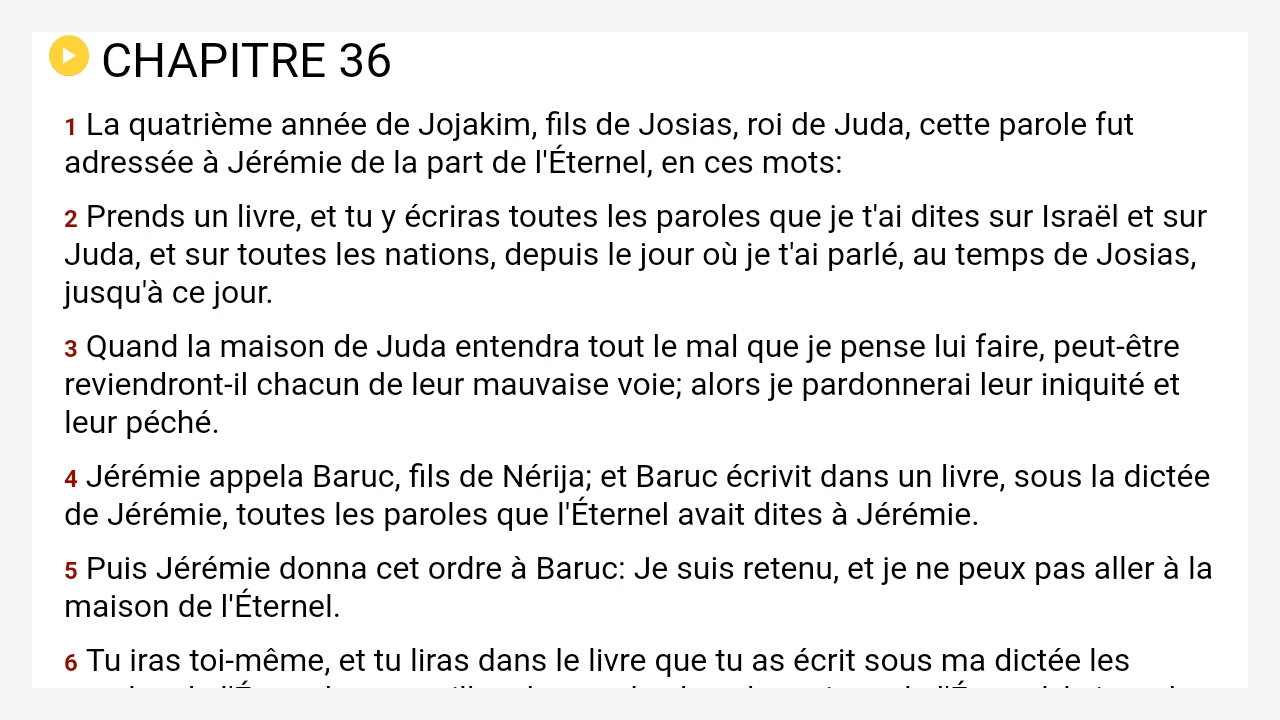 CHAPITRE 36
1 La quatrième année de Jojakim, fils de Josias, roi de Juda, cette parole fut
adressée à Jérémie de la part de l'Éternel, en ces mots:
2 Prends un livre, et tu y écriras toutes les paroles que je t'ai dites sur Israël et sur
Juda, et sur toutes les nations, depuis le jour où je t'ai parlé, au temps de Josias,
jusqu'à ce jour.
3 Quand la maison de Juda entendra tout le mal que je pense lui faire, peut-être
reviendront-il chacun de leur mauvaise voie; alors je pardonnerai leur iniquité et
leur péché.
4 Jérémie appela Baruc, fils de Nérija; et Baruc écrivit dans un livre, sous la dictée
de Jérémie, toutes les paroles que l'Éternel avait dites à Jérémie.
5 Puis Jérémie donna cet ordre à Baruc: Je suis retenu, et je ne peux pas aller à la
maison de l'Éternel.
6 Tu iras toi-même, et tu liras dans le livre que tu as écrit sous ma dictée les